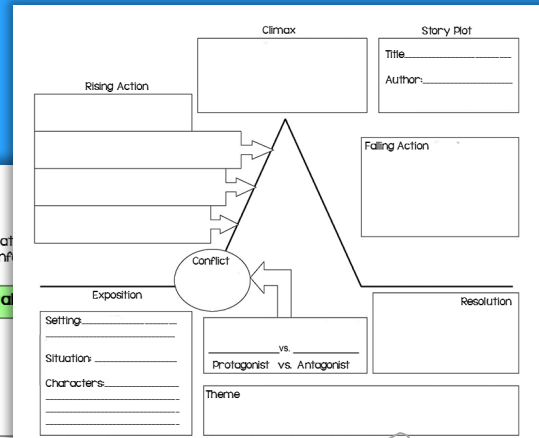 Climax
Story Plot
Title
Author:
Rising Action
Falling Action
Conflict
Exposition
Resolution
Setting:
Situation:
Characters:
vs.
Protagonist vs. Antagonist
Theme